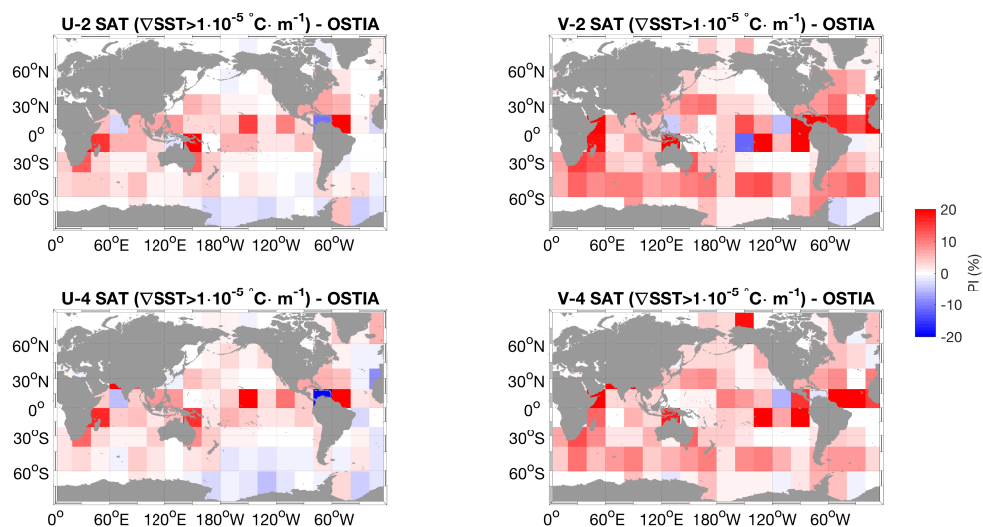 U-2 SAT (∇SST>1·10⁻⁵ °C· m⁻¹) - OSTIA
60°N
30°N
0°
30°S
60°S
0° 60°E 120°E 180°W 120°W 60°W
V-2 SAT (∇SST>1·10⁻⁵ °C· m⁻¹) - OSTIA
60°N
30°N
0°
30°S
60°S
0° 60°E 120°E 180°W 120°W 60°W
U-4 SAT (∇SST>1·10⁻⁵ °C· m⁻¹) - OSTIA
60°N
30°N
0°
30°S
60°S
0° 60°E 120°E 180°W 120°W 60°W
V-4 SAT (∇SST>1·10⁻⁵ °C· m⁻¹) - OSTIA
60°N
30°N
0°
30°S
60°S
0° 60°E 120°E 180°W 120°W 60°W
20
10
0
-10
-20
PI (%)